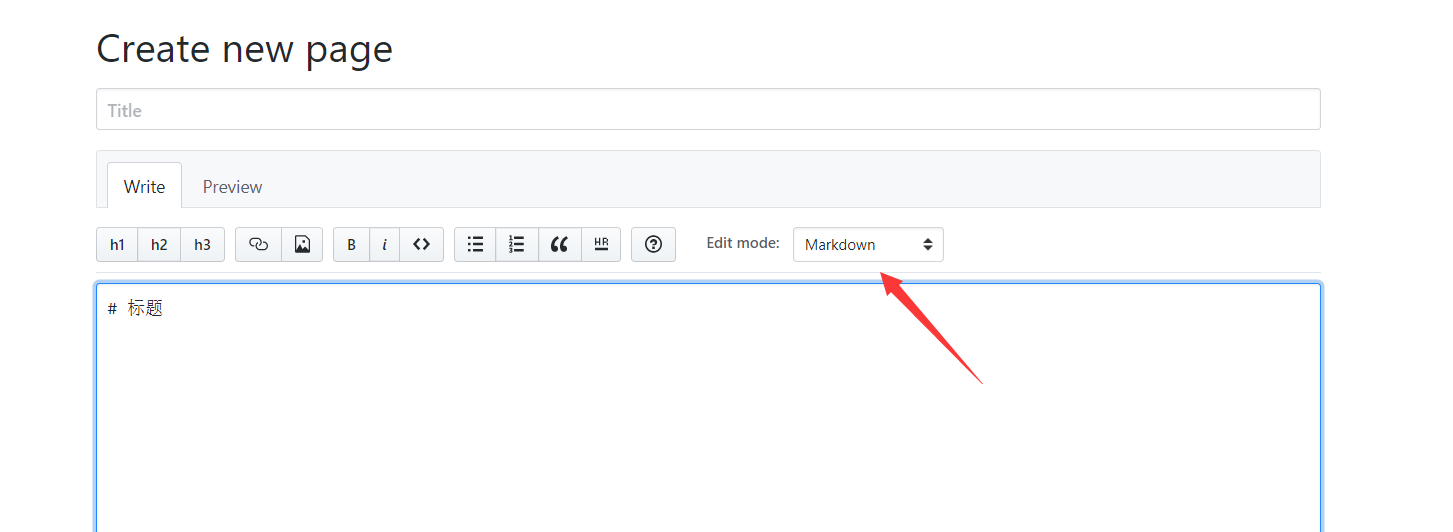 Create new page
Title
Write Preview
h1 h2 h3 B i <> HR ? Edit mode: Markdown
# 标题